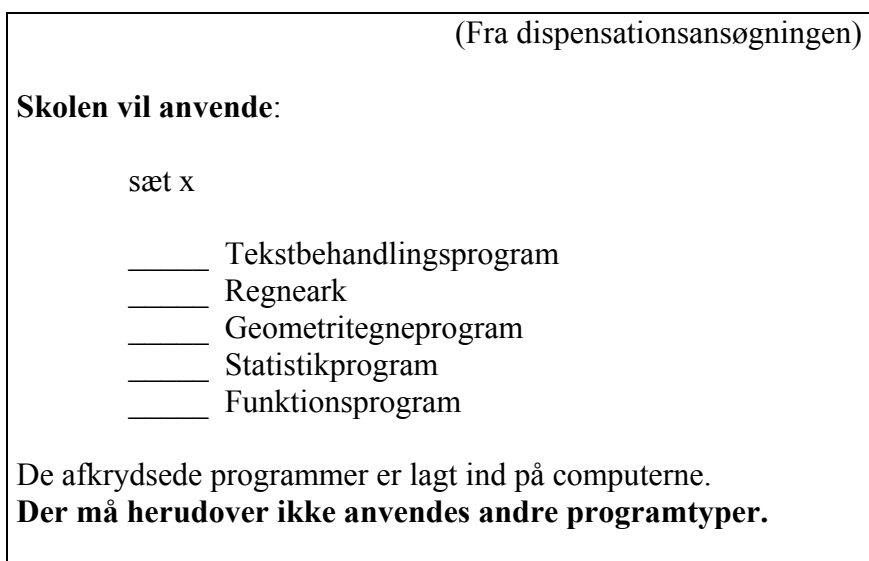 (Fra dispensationsansøgningen)
Skolen vil anvende:
sæt x
_____ Tekstbehandlingsprogram
_____ Regneark
_____ Geometritegneprogram
_____ Statistikprogram
_____ Funktionsprogram
De afkrydsede programmer er lagt ind på computerne.
Der må herudover ikke anvendes andre programtyper.